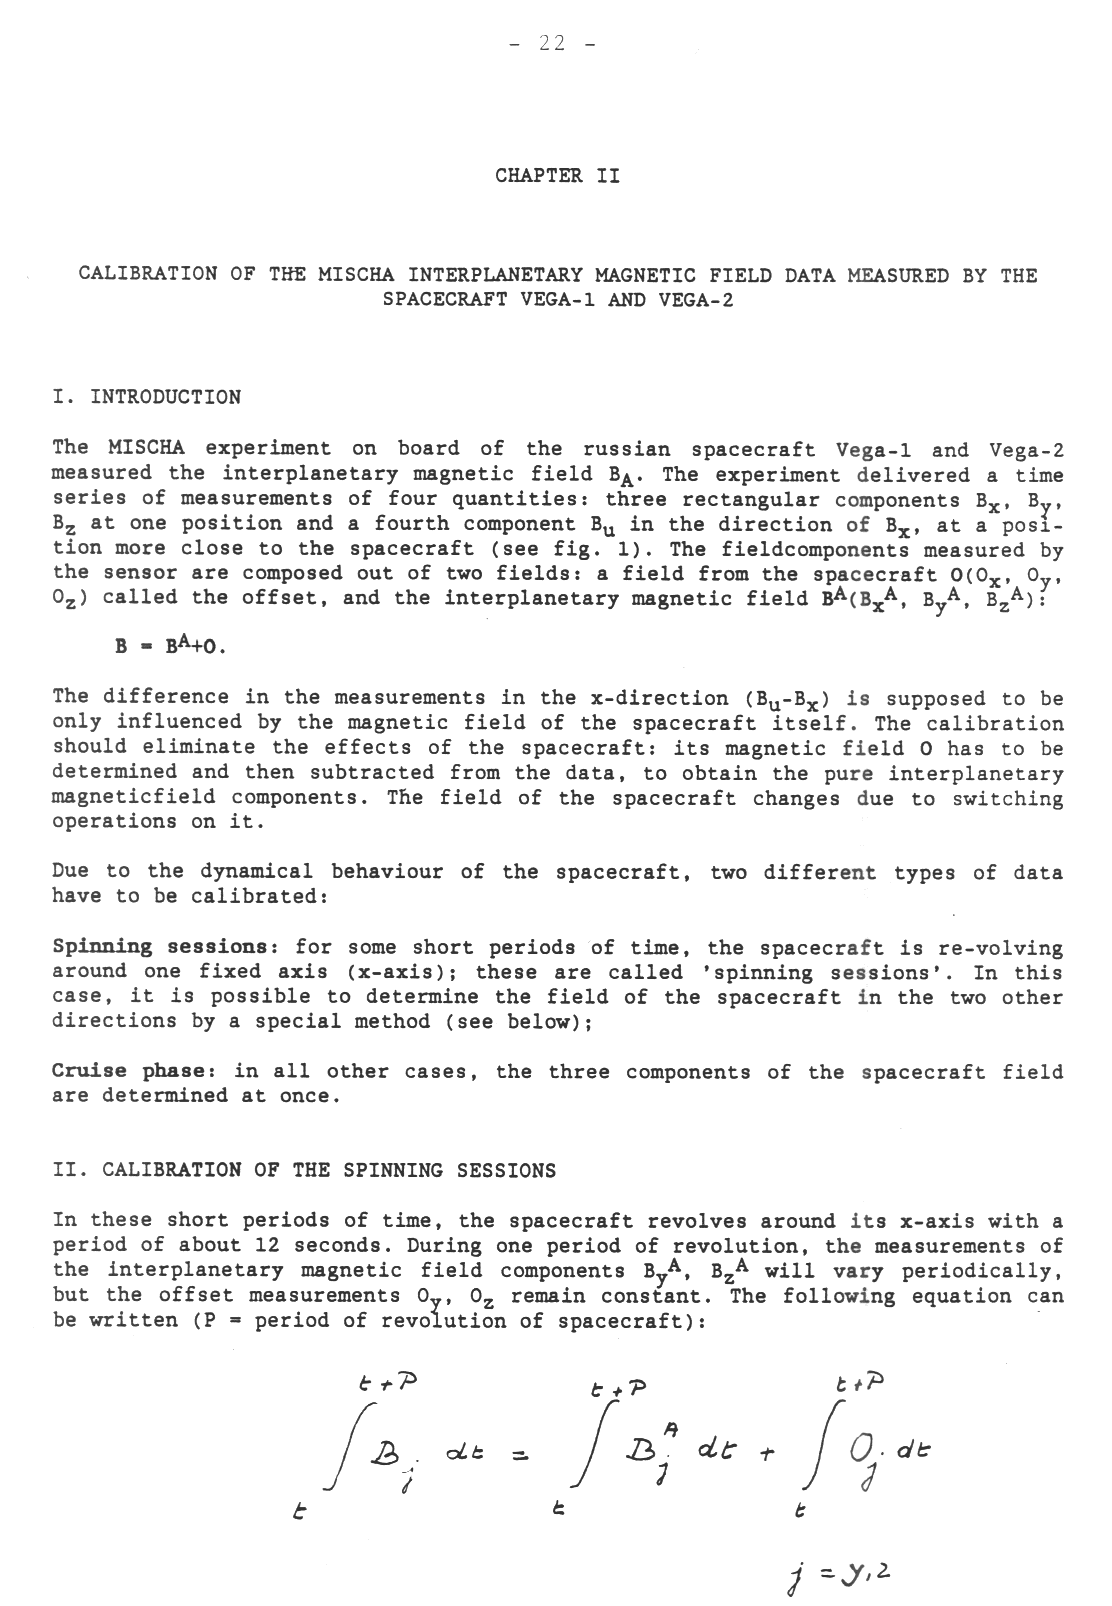 - 22 -
CHAPTER II
CALIBRATION OF THE MISCHA INTERPLANETARY MAGNETIC FIELD DATA MEASURED BY THE
SPACECRAFT VEGA-1 AND VEGA-2
I. INTRODUCTION
The MISCHA experiment on board of the russian spacecraft Vega-1 and Vega-2
measured the interplanetary magnetic field B_A. The experiment delivered a time
series of measurements of four quantities: three rectangular components B_x, B_y,
B_z at one position and a fourth component B_u in the direction of B_x, at a posi-
tion more close to the spacecraft (see fig. 1). The fieldcomponents measured by
the sensor are composed out of two fields: a field from the spacecraft O(O_x, O_y,
O_z) called the offset, and the interplanetary magnetic field B^A(B_x^A, B_y^A, B_z^A):
B = B^A+O.
The difference in the measurements in the x-direction (B_u-B_x) is supposed to be
only influenced by the magnetic field of the spacecraft itself. The calibration
should eliminate the effects of the spacecraft: its magnetic field O has to be
determined and then subtracted from the data, to obtain the pure interplanetary
magneticfield components. The field of the spacecraft changes due to switching
operations on it.
Due to the dynamical behaviour of the spacecraft, two different types of data
have to be calibrated:
Spinning sessions: for some short periods of time, the spacecraft is re-volving
around one fixed axis (x-axis); these are called 'spinning sessions'. In this
case, it is possible to determine the field of the spacecraft in the two other
directions by a special method (see below);
Cruise phase: in all other cases, the three components of the spacecraft field
are determined at once.
II. CALIBRATION OF THE SPINNING SESSIONS
In these short periods of time, the spacecraft revolves around its x-axis with a
period of about 12 seconds. During one period of revolution, the measurements of
the interplanetary magnetic field components B_y^A, B_z^A will vary periodically,
but the offset measurements O_y, O_z remain constant. The following equation can
be written (P = period of revolution of spacecraft):
∫_t^{t+P} B_j dt = ∫_t^{t+P} B_j^A dt + ∫_t^{t+P} O_j dt
j = y,z